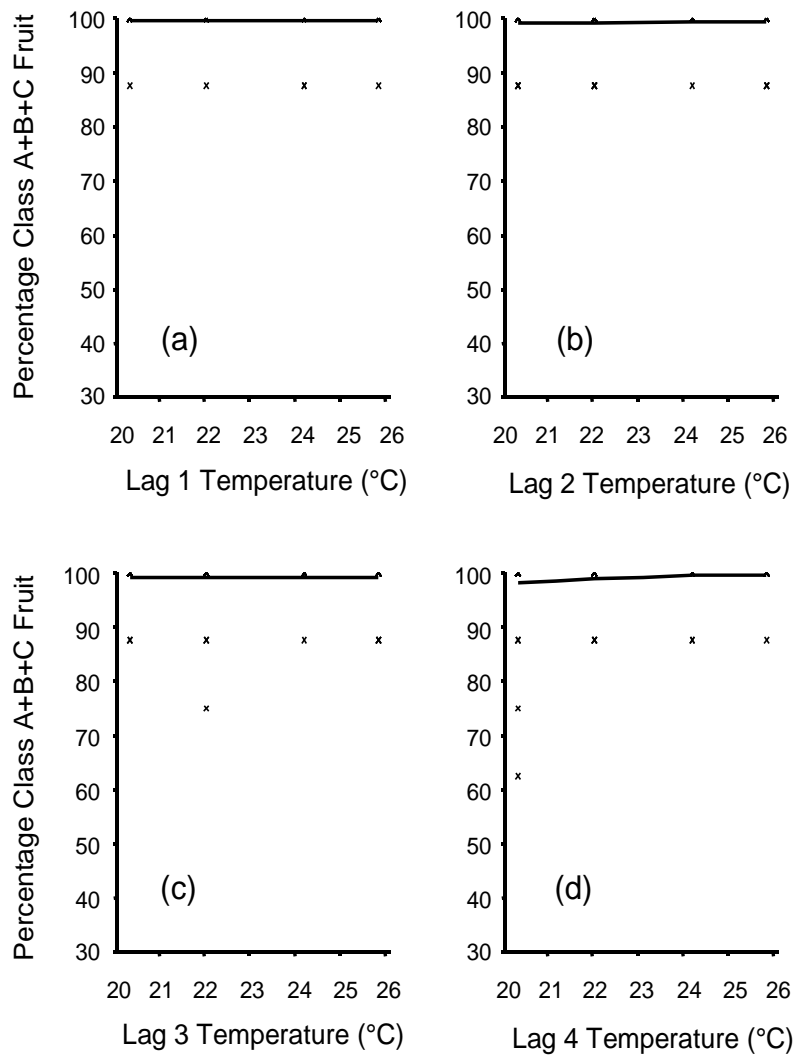 Percentage Class A+B+C Fruit
100
90
80
70
60
50
40
30
(a)
20 21 22 23 24 25 26
Lag 1 Temperature (°C)
100
90
80
70
60
50
40
30
(b)
20 21 22 23 24 25 26
Lag 2 Temperature (°C)
Percentage Class A+B+C Fruit
100
90
80
70
60
50
40
30
(c)
20 21 22 23 24 25 26
Lag 3 Temperature (°C)
100
90
80
70
60
50
40
30
(d)
20 21 22 23 24 25 26
Lag 4 Temperature (°C)